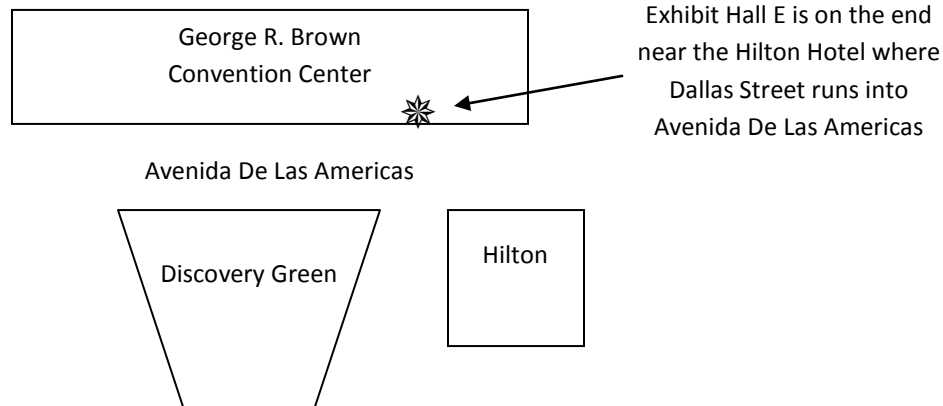 George R. Brown
Convention Center
Exhibit Hall E is on the end
near the Hilton Hotel where
Dallas Street runs into
Avenida De Las Americas
Avenida De Las Americas
Discovery Green
Hilton